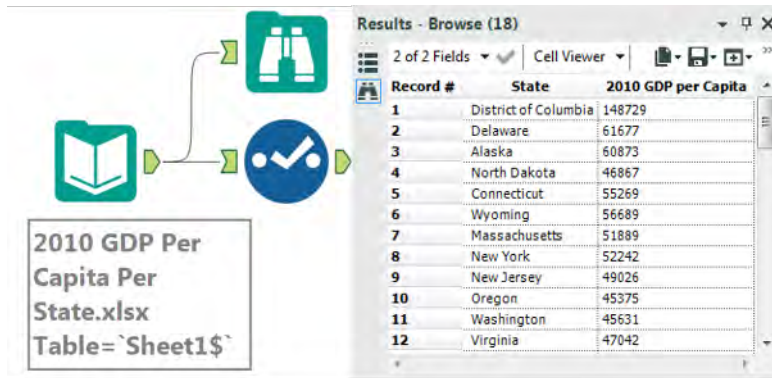 Results - Browse (18)
2 of 2 Fields Cell Viewer
Record # State 2010 GDP per Capita
1 District of Columbia 148729
2 Delaware 61677
3 Alaska 60873
4 North Dakota 46867
5 Connecticut 55269
6 Wyoming 56689
7 Massachusetts 51889
8 New York 52242
9 New Jersey 49026
10 Oregon 45375
11 Washington 45631
12 Virginia 47042
2010 GDP Per
Capita Per
State.xlsx
Table=`Sheet1$`